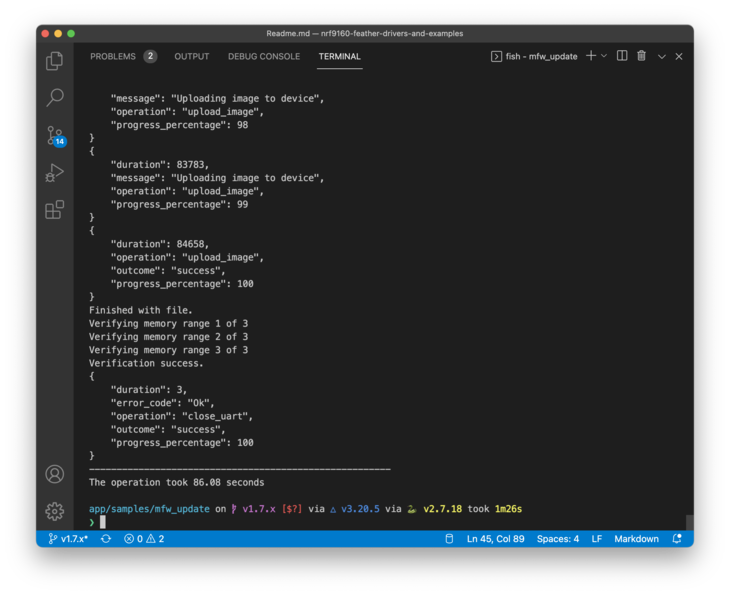 Readme.md — nrf9160-feather-drivers-and-examples
PROBLEMS 2 OUTPUT DEBUG CONSOLE TERMINAL fish - mfw_update
"message": "Uploading image to device",
"operation": "upload_image",
"progress_percentage": 98
}
{
"duration": 83783,
"message": "Uploading image to device",
"operation": "upload_image",
"progress_percentage": 99
}
{
"duration": 84658,
"operation": "upload_image",
"outcome": "success",
"progress_percentage": 100
}
Finished with file.
Verifying memory range 1 of 3
Verifying memory range 2 of 3
Verifying memory range 3 of 3
Verification success.
{
"duration": 3,
"error_code": "Ok",
"operation": "close_uart",
"outcome": "success",
"progress_percentage": 100
}
The operation took 86.08 seconds
app/samples/mfw_update on v1.7.x [$?] via △ v3.20.5 via 🐍 v2.7.18 took 1m26s
❯
14
v1.7.x* 0 2 Ln 45, Col 89 Spaces: 4 LF Markdown